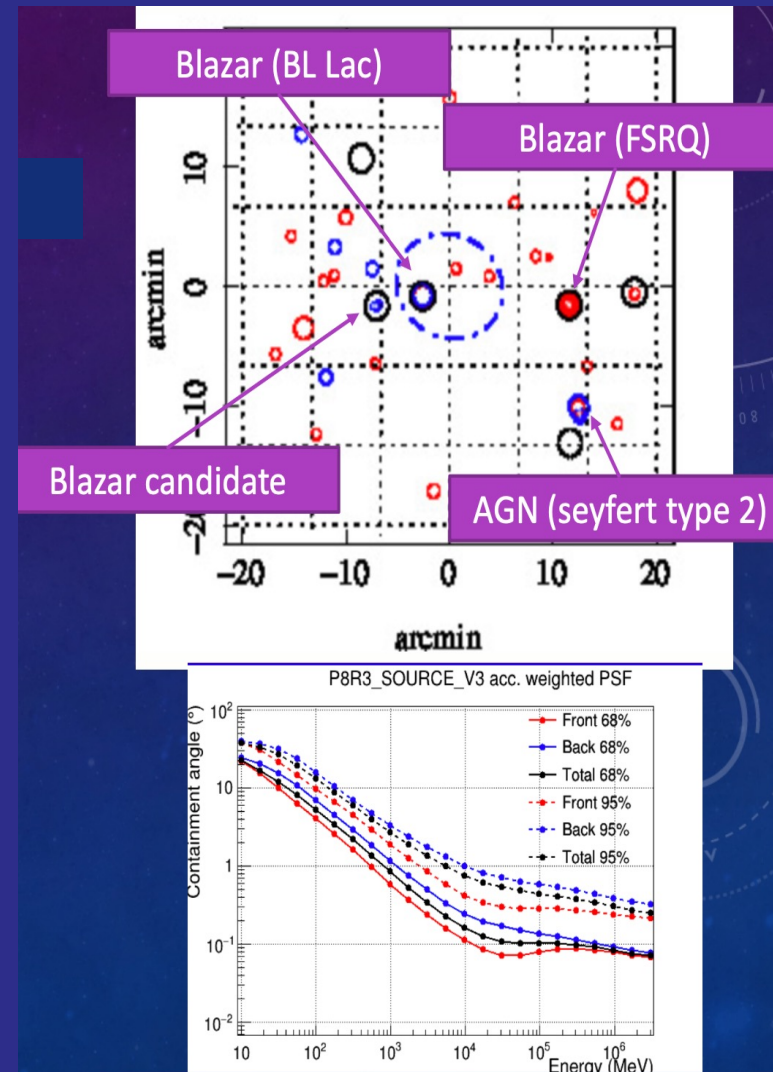 Blazar (BL Lac)
Blazar (FSRQ)
10
0
-10
arcmin
Blazar candidate
AGN (seyfert type 2)
-20 -10 0 10 20
arcmin
P8R3_SOURCE_V3 acc. weighted PSF
Containment angle (°)
10²
10
1
10⁻¹
10⁻²
Front 68%
Back 68%
Total 68%
Front 95%
Back 95%
Total 95%
10 10² 10³ 10⁴ 10⁵ 10⁶
Energy (MeV)